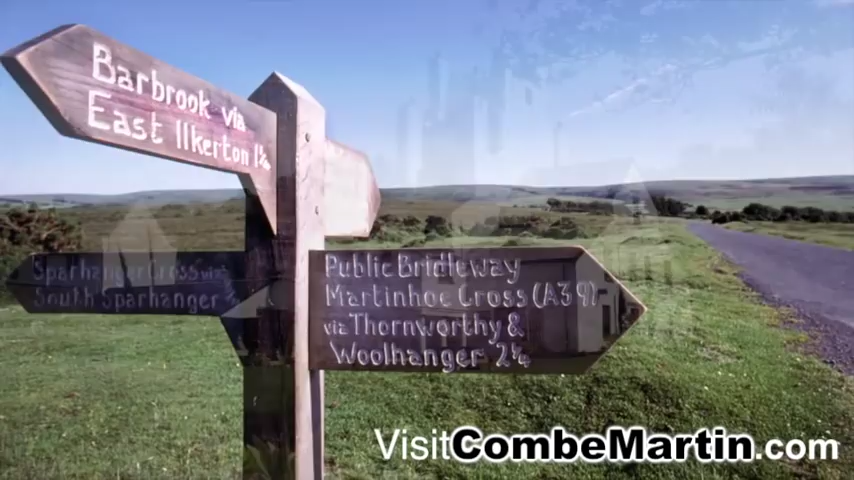 Barbrook via
East Ilkerton 1¼
Sparhanger Cross via
South Sparhanger
Public Bridleway
Martinhoe Cross (A39)
via Thornworthy &
Woolhanger 2¼
VisitCombeMartin.com